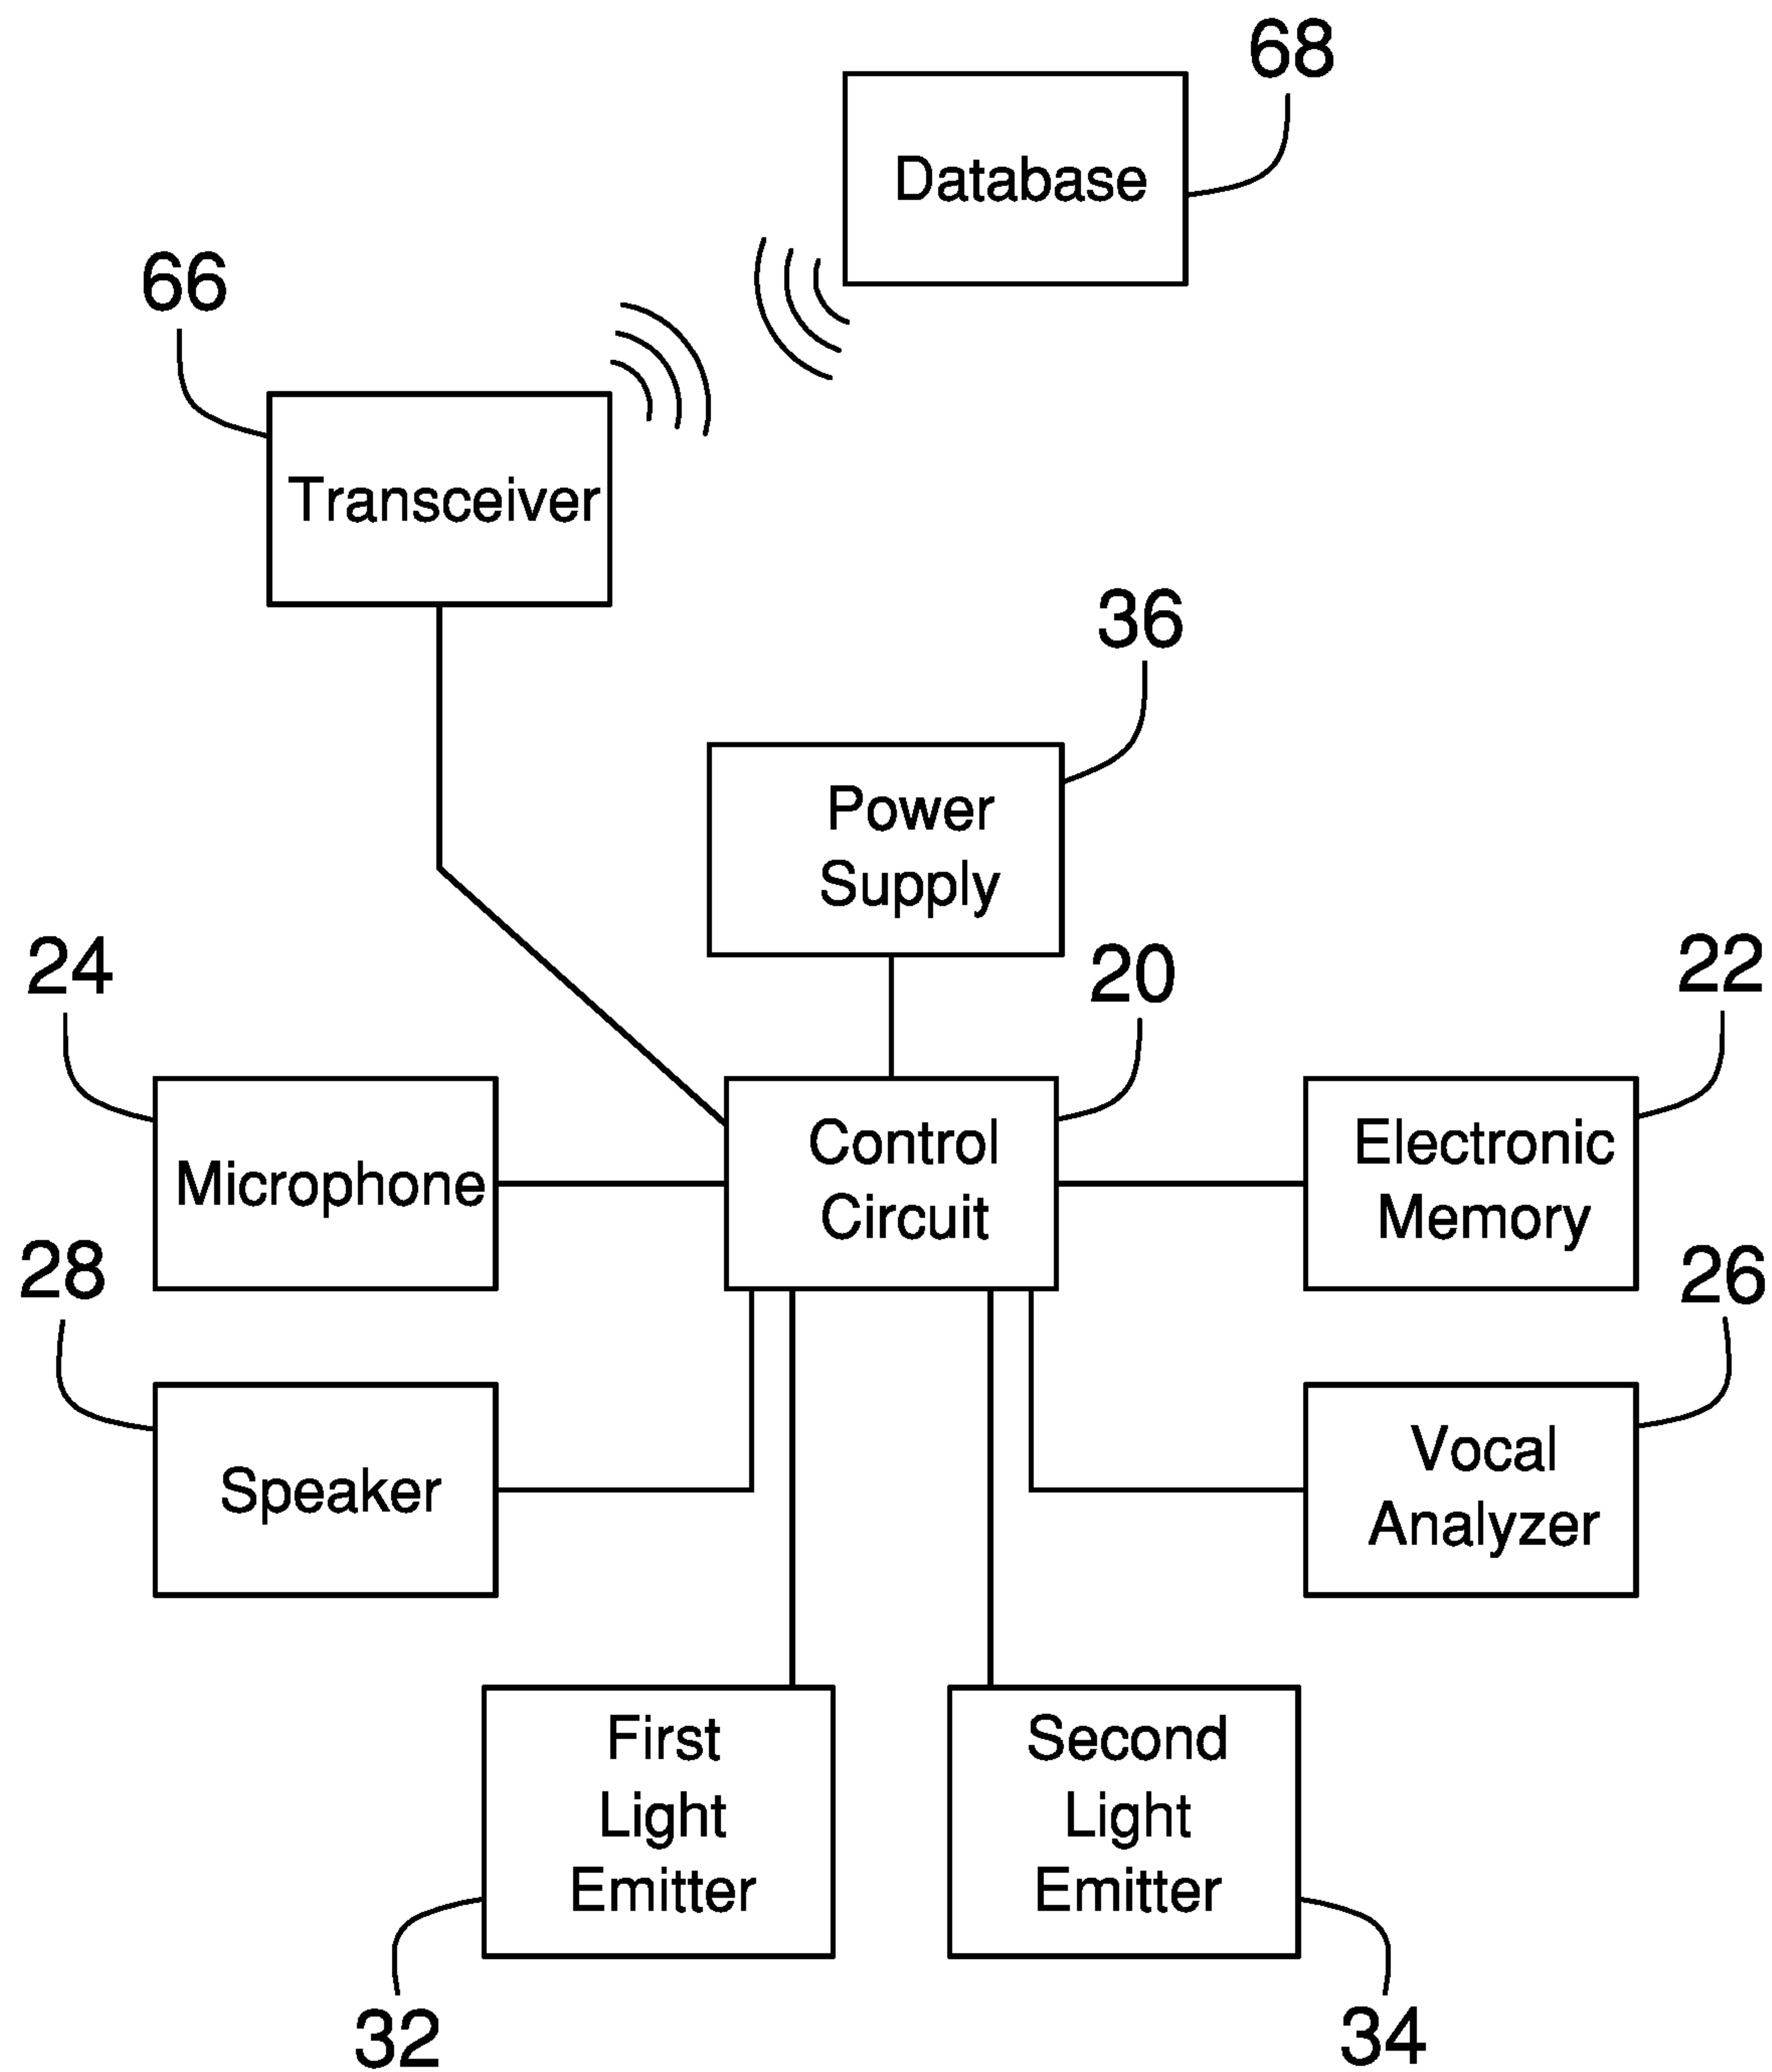 68
Database
66
Transceiver
36
Power
Supply
24
20
22
Microphone
Control
Circuit
Electronic
Memory
28
26
Speaker
Vocal
Analyzer
First
Light
Emitter
Second
Light
Emitter
32
34